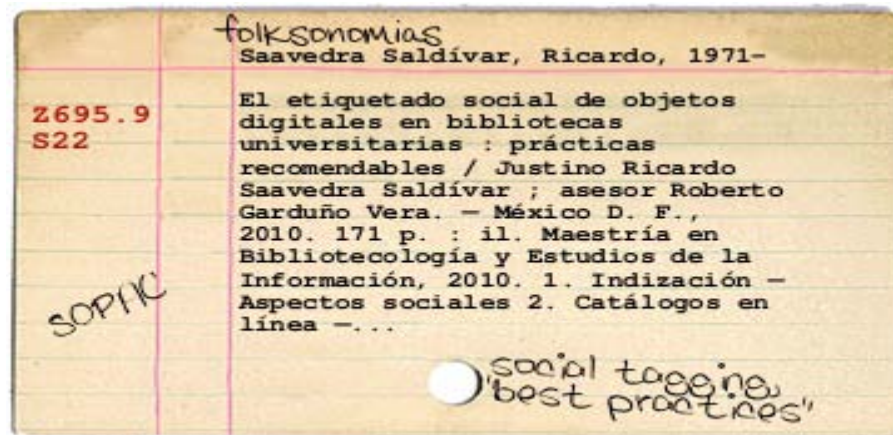 folksonomias
Saavedra Saldívar, Ricardo, 1971-
Z695.9
S22
El etiquetado social de objetos
digitales en bibliotecas
universitarias : prácticas
recomendables / Justino Ricardo
Saavedra Saldívar ; asesor Roberto
Garduño Vera. — México D. F.,
2010. 171 p. : il. Maestría en
Bibliotecología y Estudios de la
Información, 2010. 1. Indización —
Aspectos sociales 2. Catálogos en
línea —...
SOPAC
social tagging
"best practices"